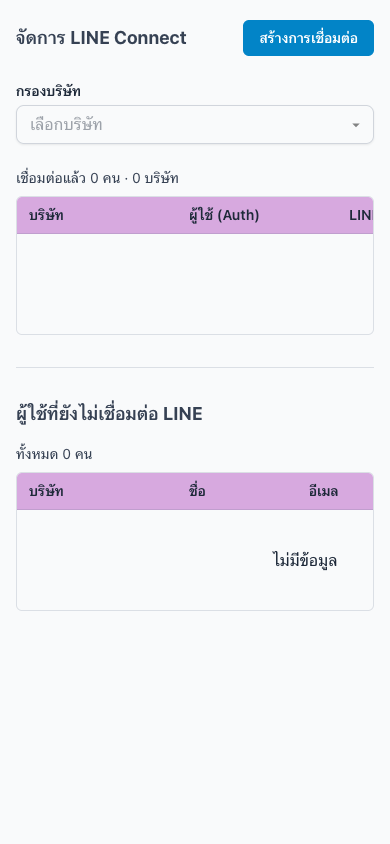 จัดการ LINE Connect
สร้างการเชื่อมต่อ
กรองบริษัท
เลือกบริษัท
เชื่อมต่อแล้ว 0 คน · 0 บริษัท
บริษัท ผู้ใช้ (Auth) LIN
ผู้ใช้ที่ยังไม่เชื่อมต่อ LINE
ทั้งหมด 0 คน
บริษัท ชื่อ อีเมล
ไม่มีข้อมูล